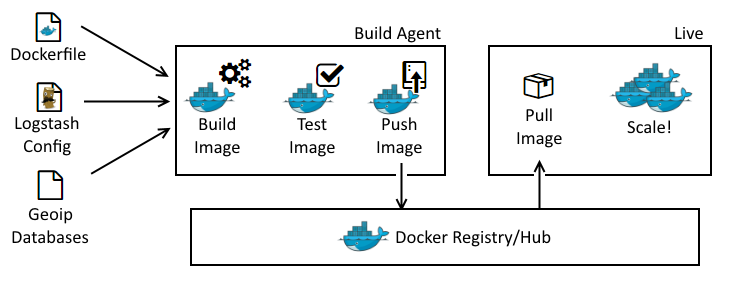 Dockerfile
Logstash
Config
Geoip
Databases
Build Agent
Build
Image
Test
Image
Push
Image
Live
Pull
Image
Scale!
Docker Registry/Hub